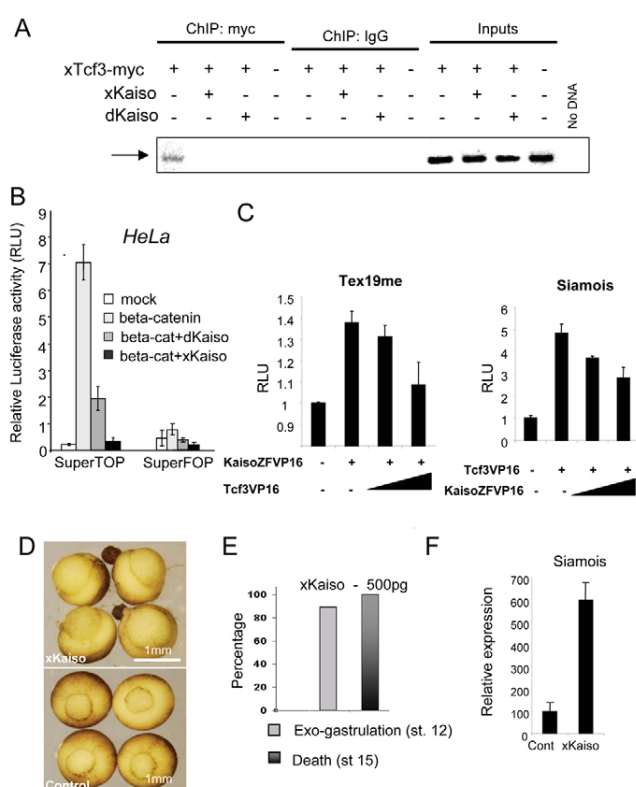 A
ChIP: myc
ChIP: IgG
Inputs
xTcf3-myc + + + - + + + - + + + -
xKaiso - + - - - + - - - + - -
dKaiso - - + - - - + - - - + -
No DNA
B
HeLa
Relative Luciferase activity (RLU)
9
8
7
6
5
4
3
2
1
0
mock
beta-catenin
beta-cat+dKaiso
beta-cat+xKaiso
SuperTOP SuperFOP
C
Tex19me
RLU
1.5
1.4
1.3
1.2
1.1
1
0.9
KaisoZFVP16 - + + +
Tcf3VP16 - -
Siamois
RLU
6
5
4
3
2
1
0
Tcf3VP16 - + + +
KaisoZFVP16 - -
D
xKaiso
1mm
Control
1mm
E
xKaiso - 500pg
Percentage
100
80
60
40
20
0
Exo-gastrulation (st. 12)
Death (st 15)
F
Siamois
Relative expression
700
600
500
400
300
200
100
0
Cont xKaiso